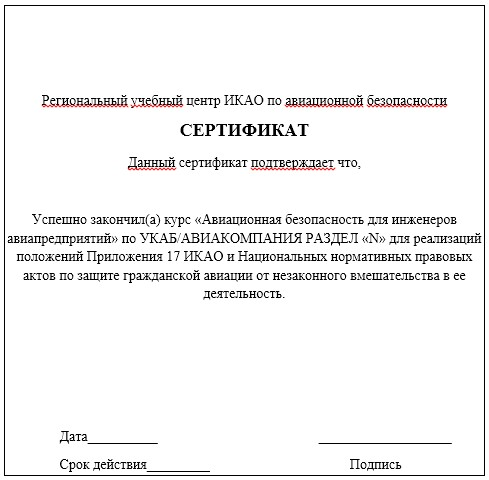 Региональный учебный центр ИКАО по авиационной безопасности
СЕРТИФИКАТ
Данный сертификат подтверждает что,
Успешно закончил(а) курс «Авиационная безопасность для инженеров
авиапредприятий» по УКАБ/АВИАКОМПАНИЯ РАЗДЕЛ «N» для реализаций
положений Приложения 17 ИКАО и Национальных нормативных правовых
актов по защите гражданской авиации от незаконного вмешательства в ее
деятельность.
Дата__________ ___________________
Срок действия_________ Подпись